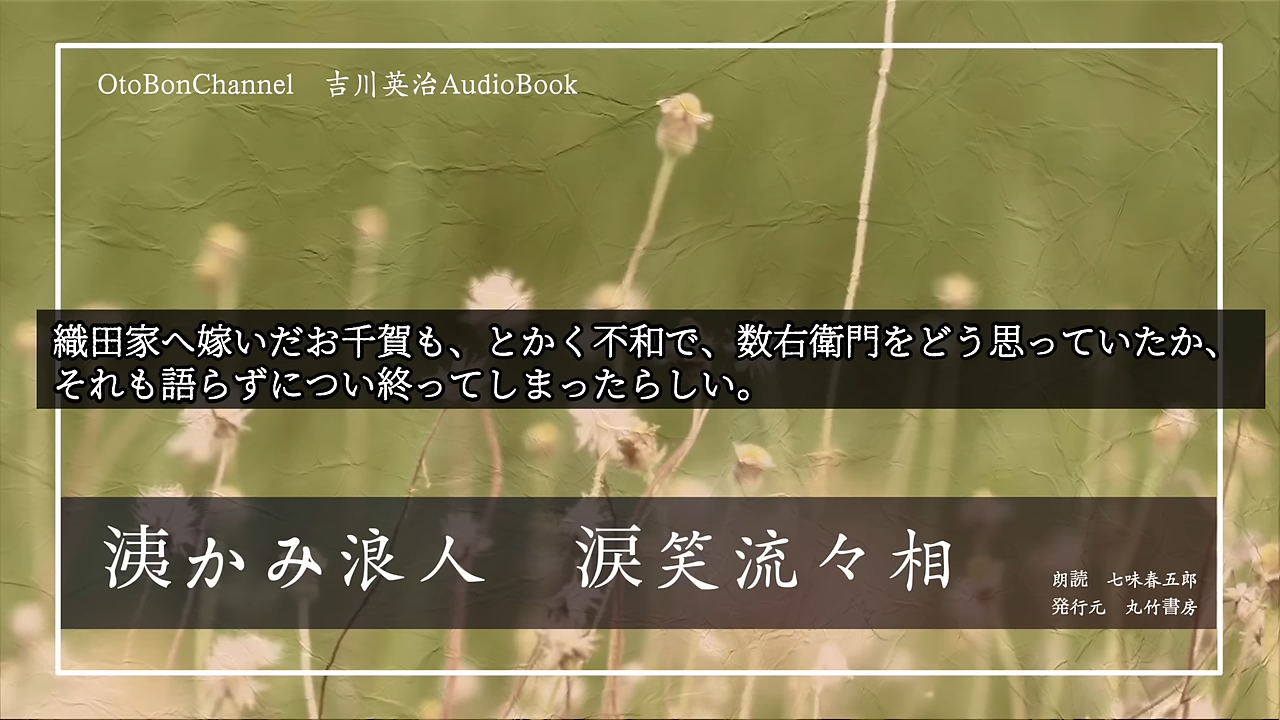 OtoBonChannel　吉川英治AudioBook
織田家へ嫁いだお千賀も、とかく不和で、数右衛門をどう思っていたか、
それも語らずについ終ってしまったらしい。
洟かみ浪人　涙笑流々相
朗読　七味春五郎
発行元　丸竹書房